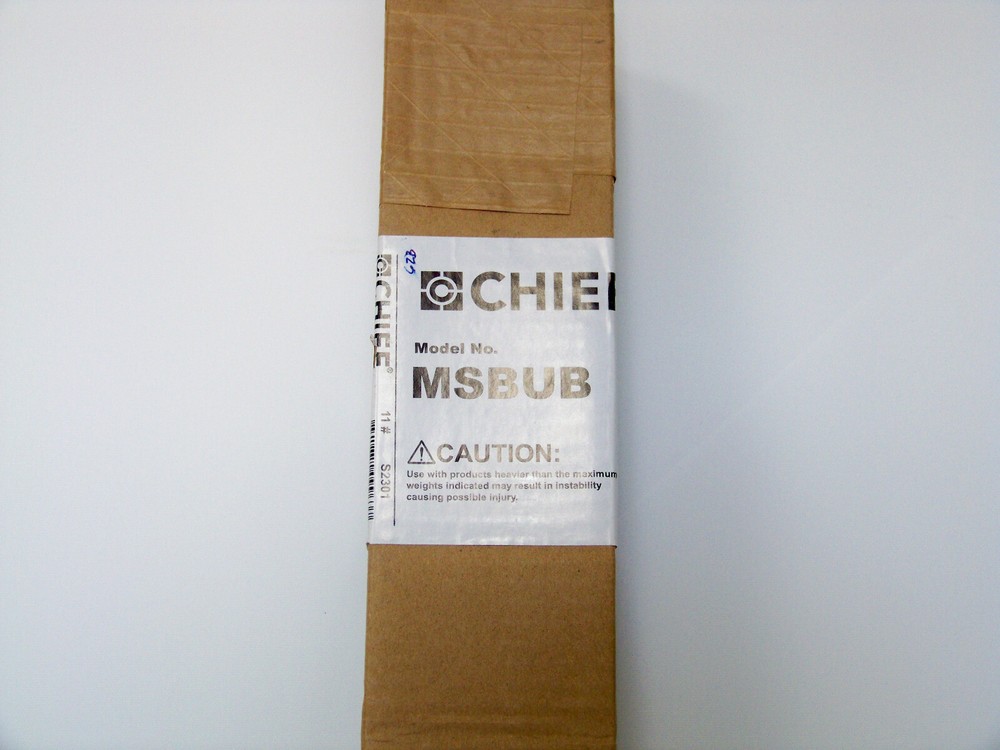 CHIEF
Model No.
MSBUB
CAUTION:
Use with products heavier than the maximum
weights indicated may result in instability
causing possible injury.
CHIEF®
11 #
S2301